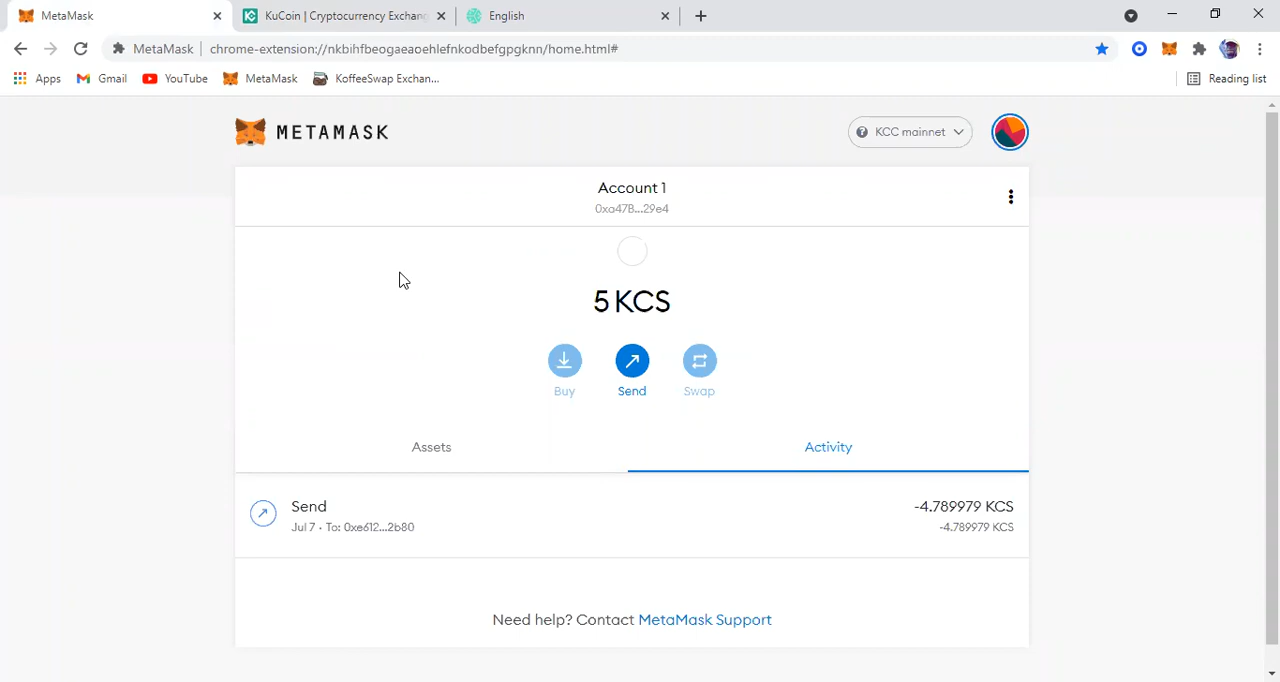 MetaMask
KuCoin | Cryptocurrency Exchang
English
MetaMask
chrome-extension://nkbihfbeogaeaoehlefnkodbefgpgknn/home.html#
Apps
Gmail
YouTube
MetaMask
KoffeeSwap Exchan...
Reading list
METAMASK
KCC mainnet
Account 1
0xa47B...29e4
5 KCS
Buy
Send
Swap
Assets
Activity
Send
-4.789979 KCS
Jul 7 · To: 0xe612...2b80
-4.789979 KCS
Need help? Contact MetaMask Support